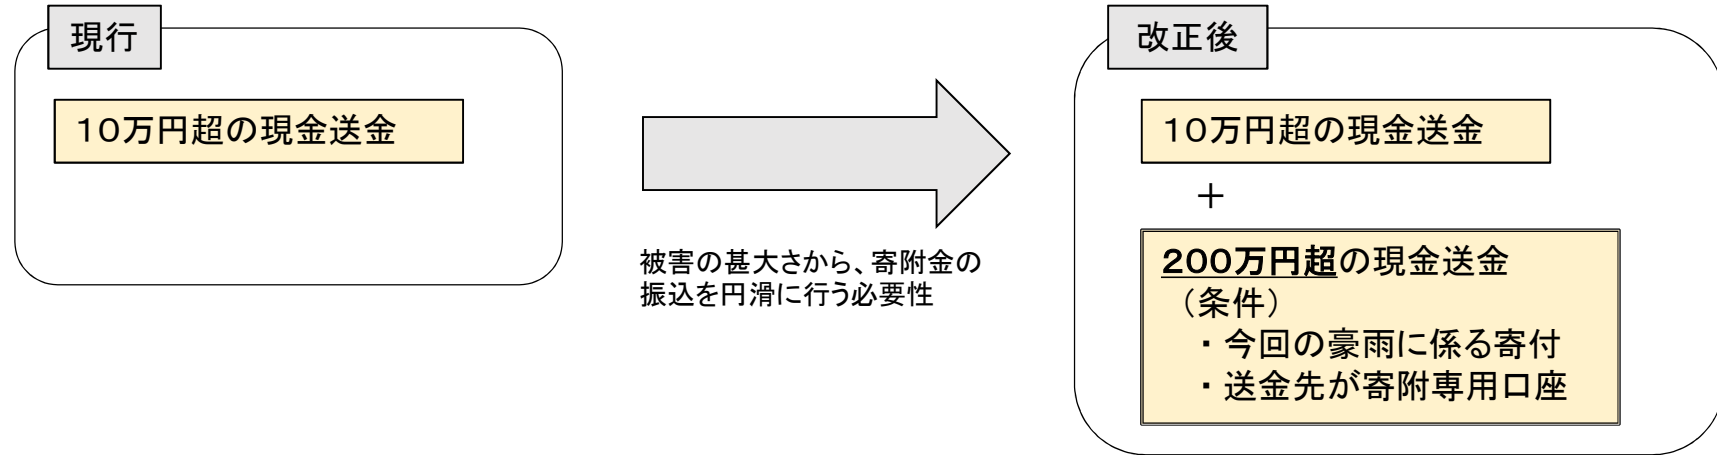 現行
10万円超の現金送金
被害の甚大さから、寄附金の
振込を円滑に行う必要性
改正後
10万円超の現金送金
+
200万円超の現金送金
(条件)
・今回の豪雨に係る寄付
・送金先が寄附専用口座